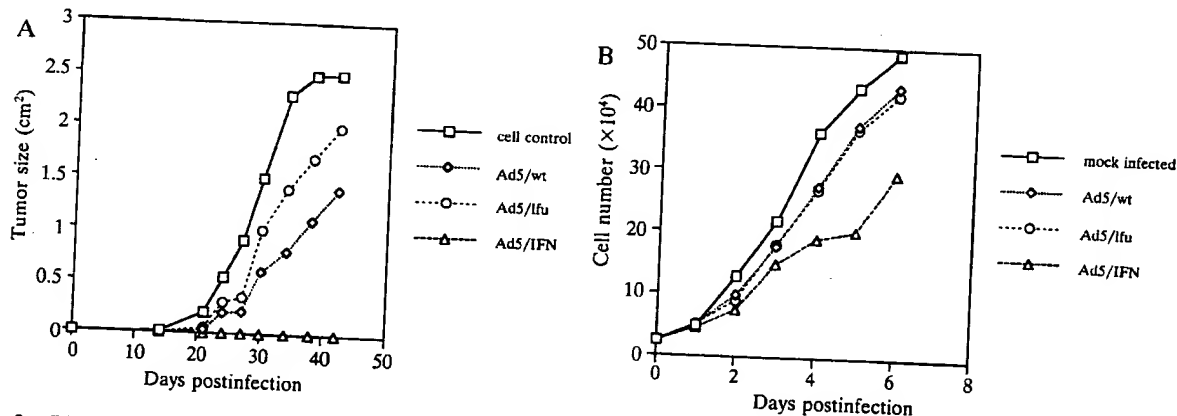 A
Tumor size (cm²)
3
2.5
2
1.5
1
0.5
0
0
10
20
30
40
50
Days postinfection
cell control
Ad5/wt
Ad5/lfu
Ad5/IFN
B
Cell number (×10⁴)
50
40
30
20
10
0
0
2
4
6
8
Days postinfection
mock infected
Ad5/wt
Ad5/lfu
Ad5/IFN